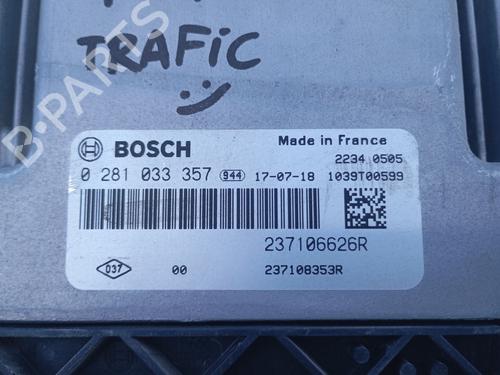 TRAFIC
B-PARTS
BOSCH
Made in France
2234 0505
0 281 033 357 944 17-07-18 1039T00599
237106626R
D37 00 237108353R